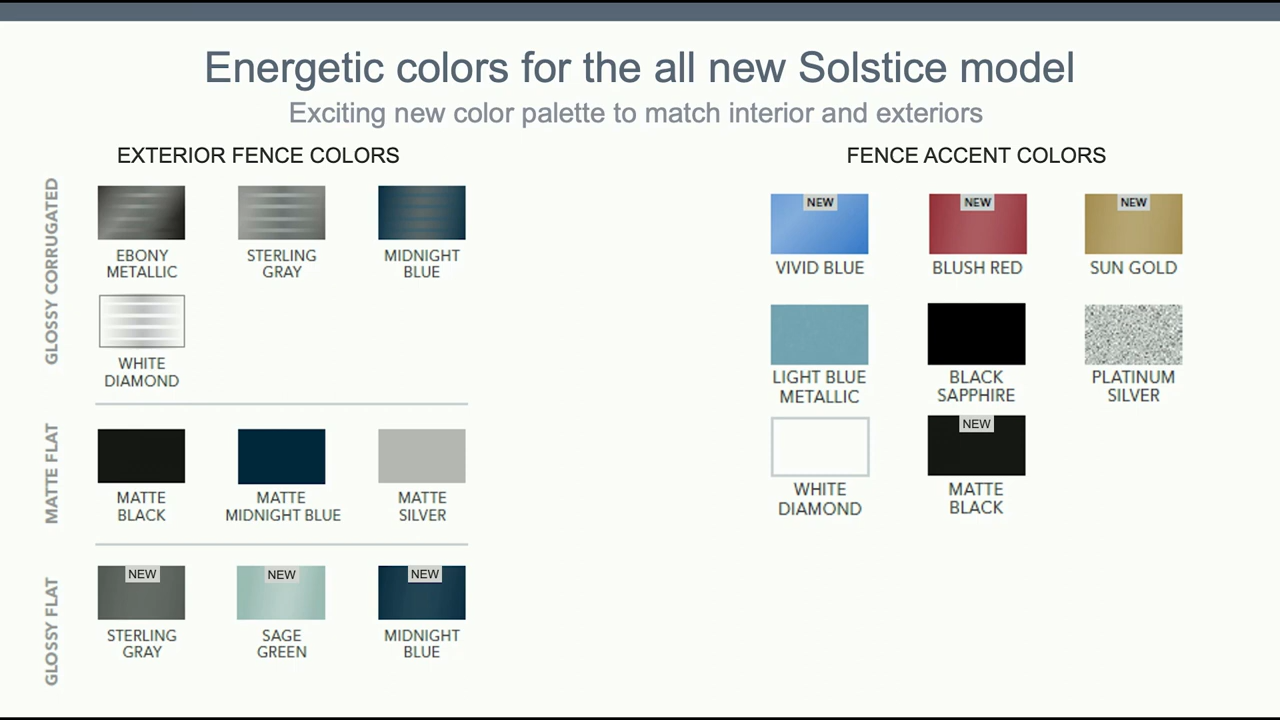 Energetic colors for the all new Solstice model
Exciting new color palette to match interior and exteriors
EXTERIOR FENCE COLORS
GLOSSY CORRUGATED
EBONY
METALLIC
STERLING
GRAY
MIDNIGHT
BLUE
WHITE
DIAMOND
MATTE FLAT
MATTE
BLACK
MATTE
MIDNIGHT BLUE
MATTE
SILVER
GLOSSY FLAT
NEW
STERLING
GRAY
NEW
SAGE
GREEN
NEW
MIDNIGHT
BLUE
FENCE ACCENT COLORS
NEW
VIVID BLUE
NEW
BLUSH RED
NEW
SUN GOLD
LIGHT BLUE
METALLIC
BLACK
SAPPHIRE
PLATINUM
SILVER
WHITE
DIAMOND
NEW
MATTE
BLACK